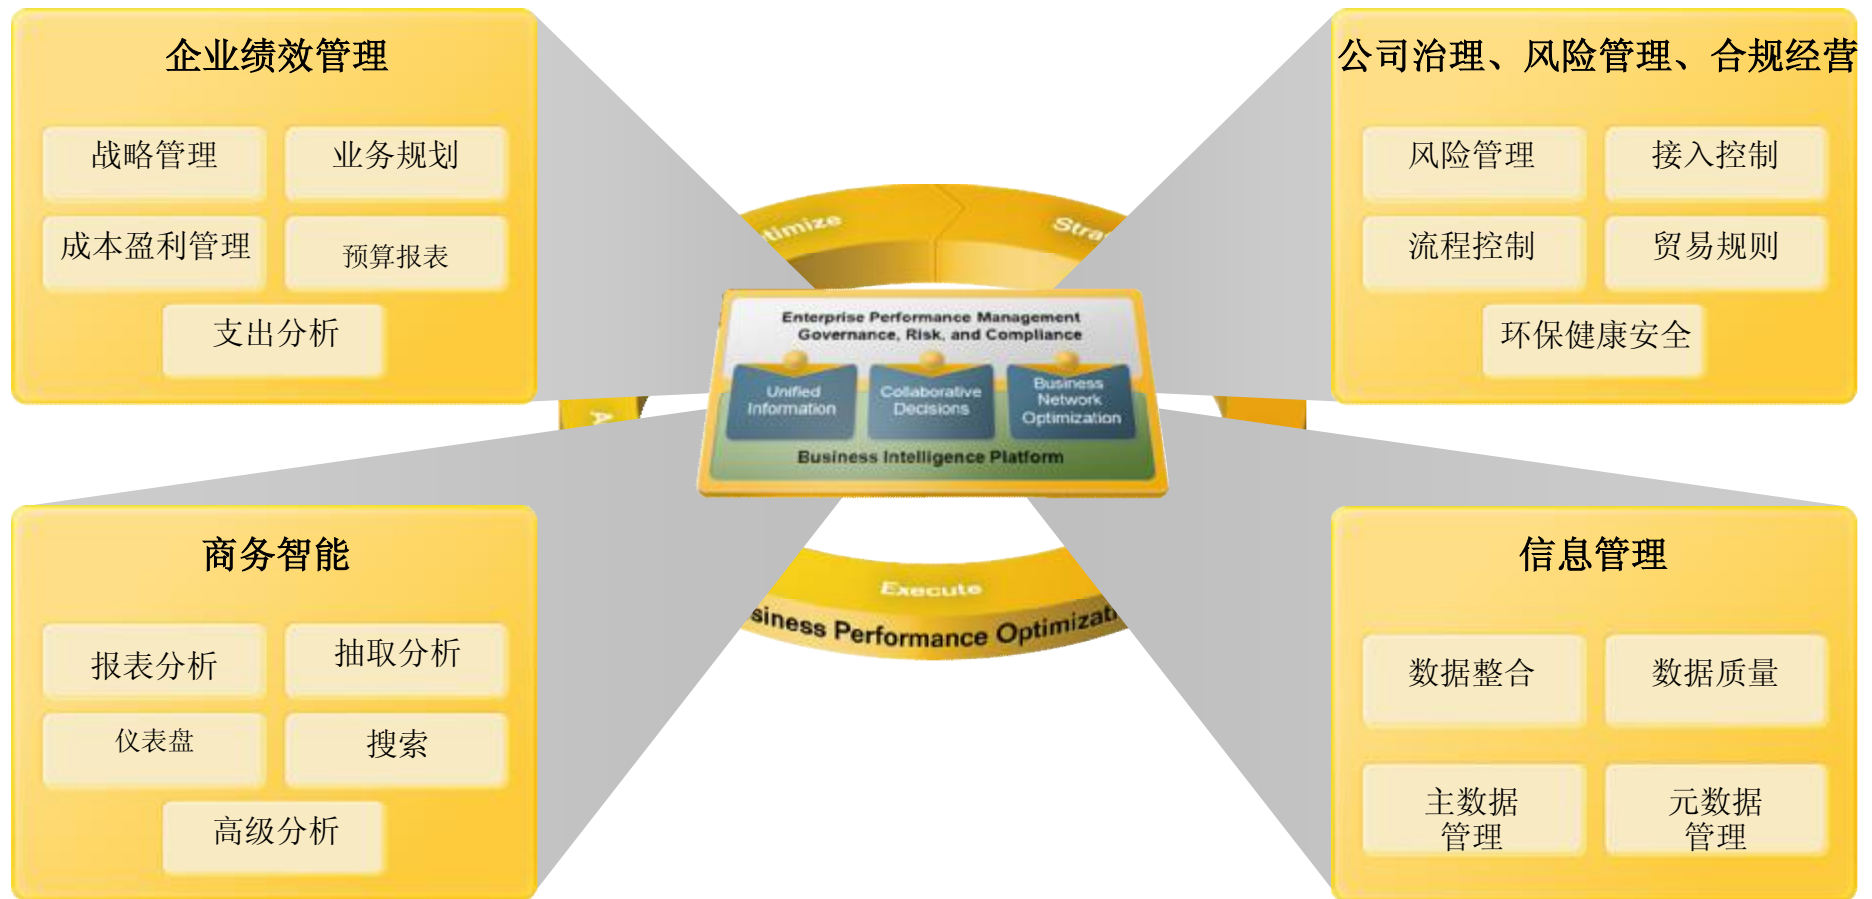 企业绩效管理
战略管理
业务规划
成本盈利管理
预算报表
支出分析
公司治理、风险管理、合规经营
风险管理
接入控制
流程控制
贸易规则
环保健康安全
timize
Stra
Enterprise Performance Management
Governance, Risk, and Compliance
Unified
Information
Collaborative
Decisions
Business
Network
Optimization
Business Intelligence Platform
A
Execute
siness Performance Optimizati
商务智能
报表分析
抽取分析
仪表盘
搜索
高级分析
信息管理
数据整合
数据质量
主数据
管理
元数据
管理